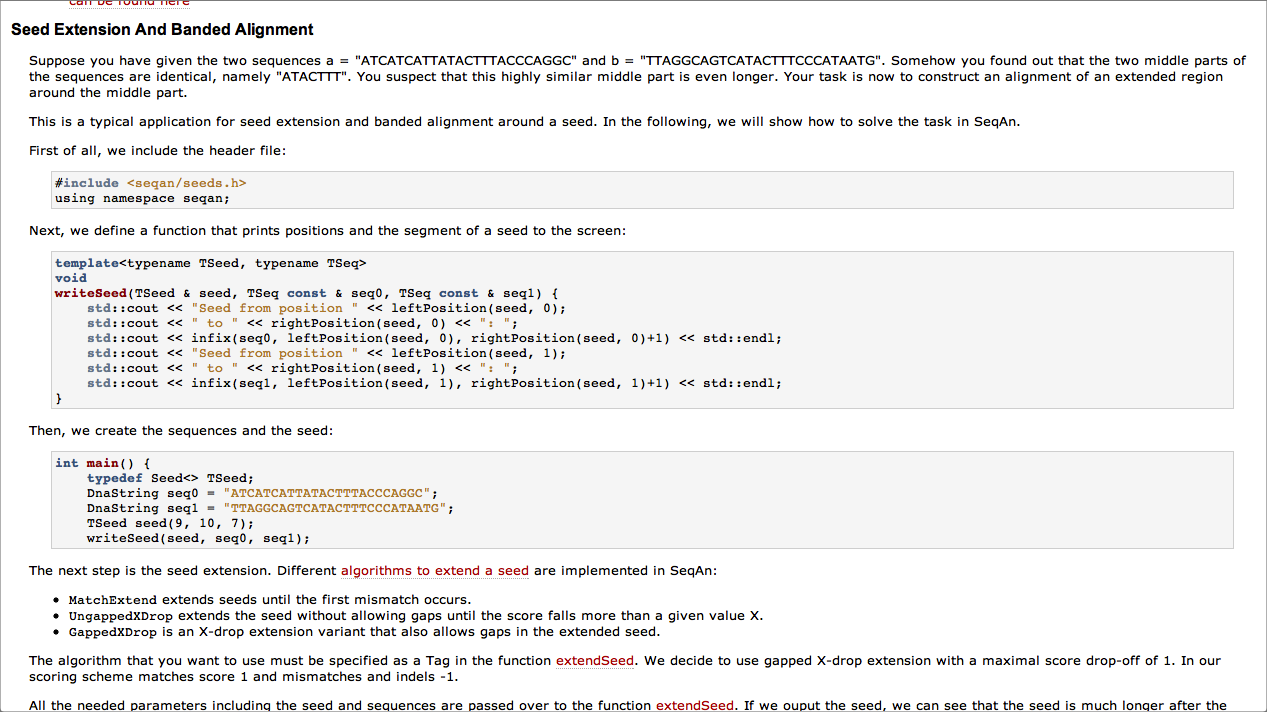 can be found here
Seed Extension And Banded Alignment
Suppose you have given the two sequences a = "ATCATCATTATACTTTACCCAGGC" and b = "TTAGGCAGTCATACTTTCCCATAATG". Somehow you found out that the two middle parts of
the sequences are identical, namely "ATACTTT". You suspect that this highly similar middle part is even longer. Your task is now to construct an alignment of an extended region
around the middle part.
This is a typical application for seed extension and banded alignment around a seed. In the following, we will show how to solve the task in SeqAn.
First of all, we include the header file:
#include <seqan/seeds.h>
using namespace seqan;
Next, we define a function that prints positions and the segment of a seed to the screen:
template<typename TSeed, typename TSeq>
void
writeSeed(TSeed & seed, TSeq const & seq0, TSeq const & seq1) {
    std::cout << "Seed from position " << leftPosition(seed, 0);
    std::cout << " to " << rightPosition(seed, 0) << ": ";
    std::cout << infix(seq0, leftPosition(seed, 0), rightPosition(seed, 0)+1) << std::endl;
    std::cout << "Seed from position " << leftPosition(seed, 1);
    std::cout << " to " << rightPosition(seed, 1) << ": ";
    std::cout << infix(seq1, leftPosition(seed, 1), rightPosition(seed, 1)+1) << std::endl;
}
Then, we create the sequences and the seed:
int main() {
    typedef Seed<> TSeed;
    DnaString seq0 = "ATCATCATTATACTTTACCCAGGC";
    DnaString seq1 = "TTAGGCAGTCATACTTTCCCATAATG";
    TSeed seed(9, 10, 7);
    writeSeed(seed, seq0, seq1);
The next step is the seed extension. Different algorithms to extend a seed are implemented in SeqAn:
• MatchExtend extends seeds until the first mismatch occurs.
• UngappedXDrop extends the seed without allowing gaps until the score falls more than a given value X.
• GappedXDrop is an X-drop extension variant that also allows gaps in the extended seed.
The algorithm that you want to use must be specified as a Tag in the function extendSeed. We decide to use gapped X-drop extension with a maximal score drop-off of 1. In our
scoring scheme matches score 1 and mismatches and indels -1.
All the needed parameters including the seed and sequences are passed over to the function extendSeed. If we ouput the seed, we can see that the seed is much longer after the